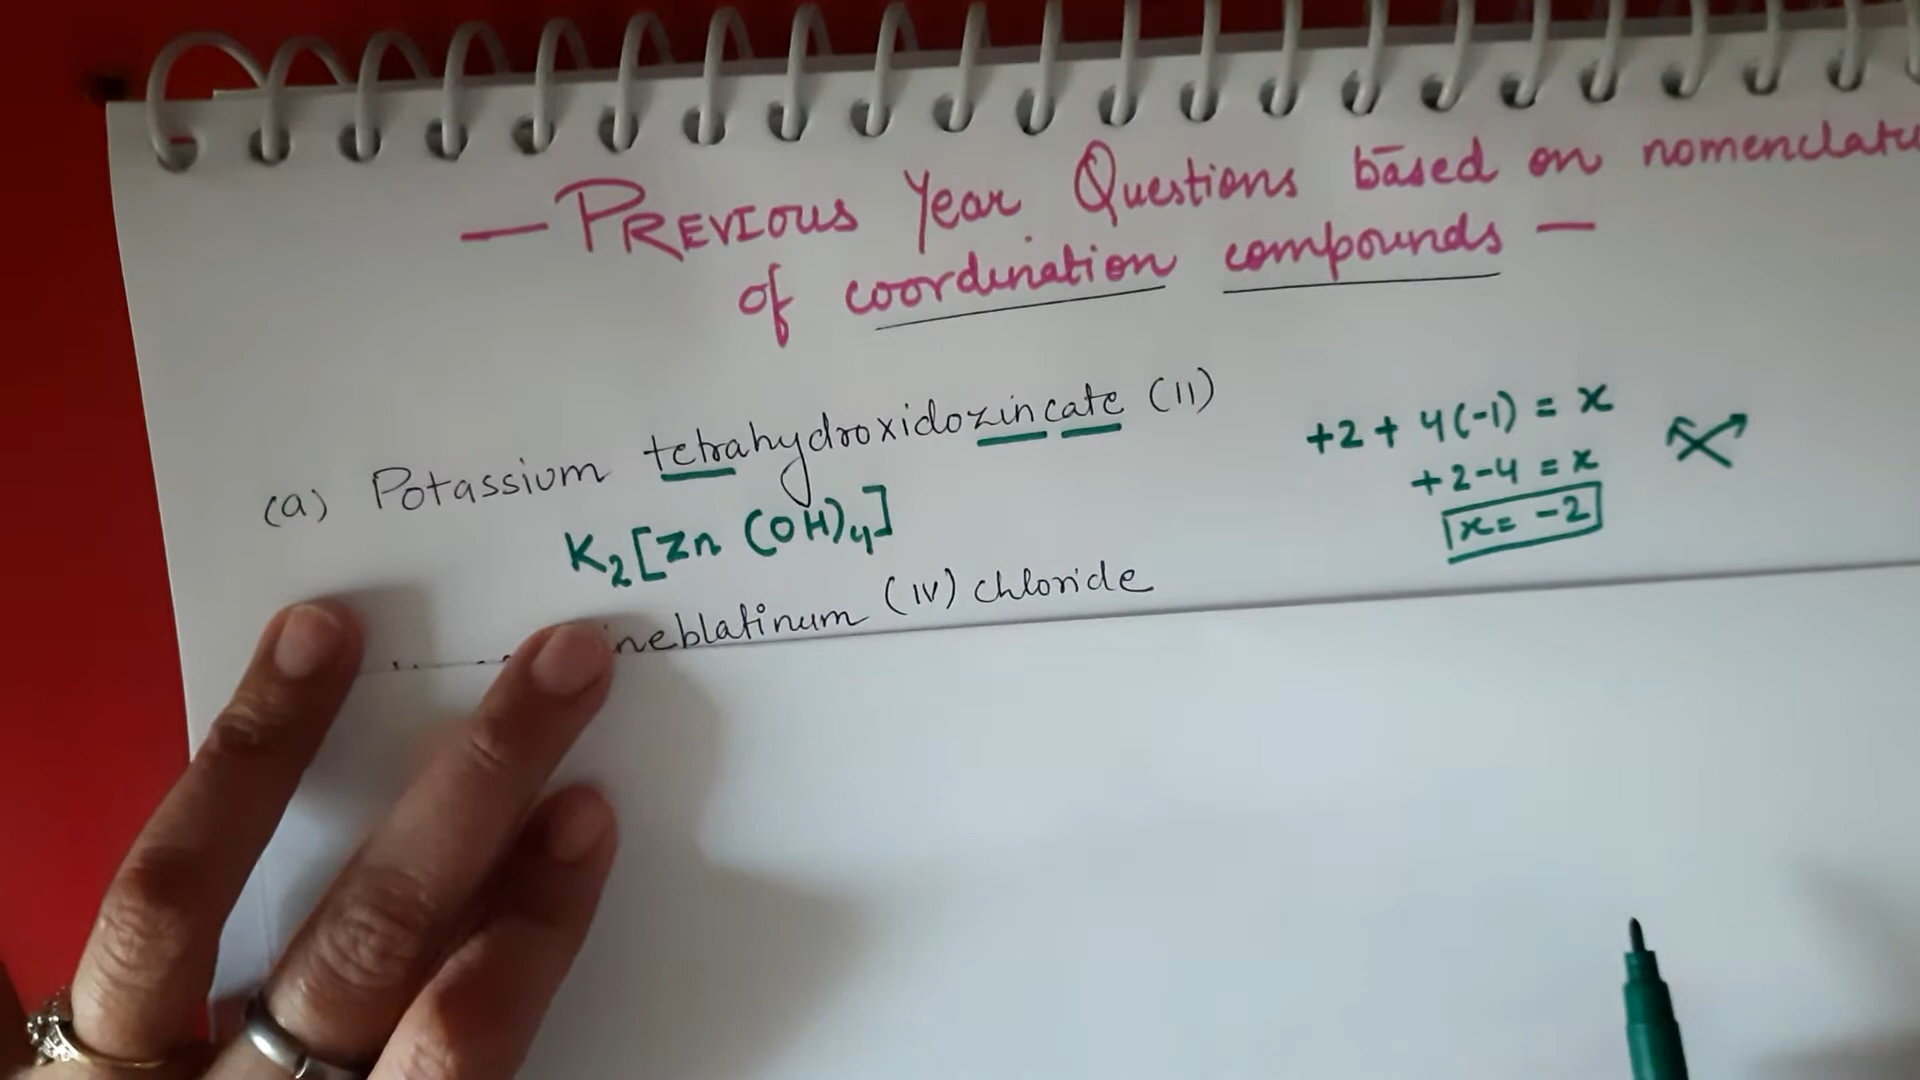 — PREVIOUS Year Questions based on nomenclatu
of coordination compounds —
(a) Potassium tetrahydroxidozincate (II)
K2[Zn (OH)4]
+2 + 4(-1) = x
+2-4 = x
x = -2
ineplatinum (IV) chloride